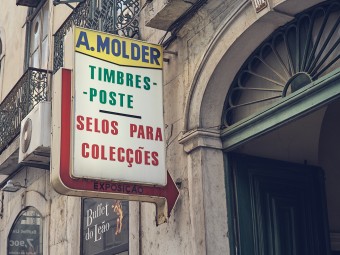 A. MOLDER
TIMBRES-
-POSTE
SELOS PARA
COLECÇÕES
EXPOSIÇÃO
Buffet
do Leão